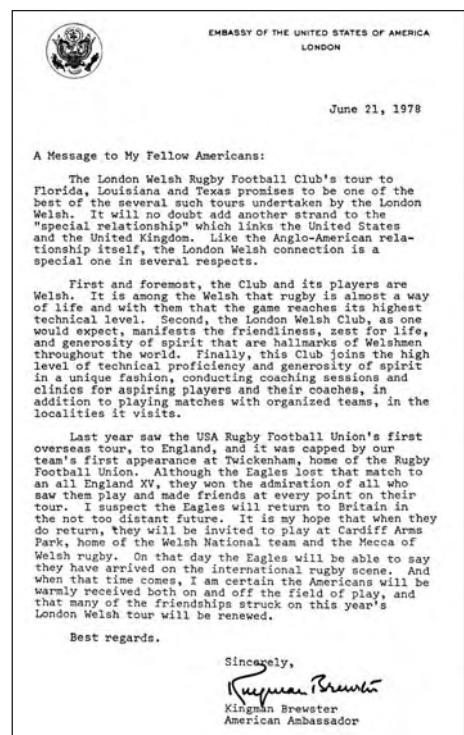 EMBASSY OF THE UNITED STATES OF AMERICA
LONDON
June 21, 1978
A Message to My Fellow Americans:
The London Welsh Rugby Football Club's tour to
Florida, Louisiana and Texas promises to be one of the
best of the several such tours undertaken by the London
Welsh. It will no doubt add another strand to the
"special relationship" which links the United States
and the United Kingdom. Like the Anglo-American rela-
tionship itself, the London Welsh connection is a
special one in several respects.
First and foremost, the Club and its players are
Welsh. It is among the Welsh that rugby is almost a way
of life and with them that the game reaches its highest
technical level. Second, the London Welsh Club, as one
would expect, manifests the friendliness, zest for life,
and generosity of spirit that are hallmarks of Welshmen
throughout the world. Finally, this Club joins the high
level of technical proficiency and generosity of spirit
in a unique fashion, conducting coaching sessions and
clinics for aspiring players and their coaches, in
addition to playing matches with organized teams, in the
localities it visits.
Last year saw the USA Rugby Football Union's first
overseas tour, to England, and it was capped by our
team's first appearance at Twickenham, home of the Rugby
Football Union. Although the Eagles lost that match to
an all England XV, they won the admiration of all who
saw them play and made friends at every point on their
tour. I suspect the Eagles will return to Britain in
the not too distant future. It is my hope that when they
do return, they will be invited to play at Cardiff Arms
Park, home of the Welsh National team and the Mecca of
Welsh rugby. On that day the Eagles will be able to say
they have arrived on the international rugby scene. And
when that time comes, I am certain the Americans will be
warmly received both on and off the field of play, and
that many of the friendships struck on this year's
London Welsh tour will be renewed.
Best regards.
Sincerely,
Kingman Brewster
Kingman Brewster
American Ambassador